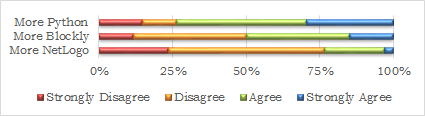 More Python
More Blockly
More NetLogo
0% 25% 50% 75% 100%
Strongly Disagree Disagree Agree Strongly Agree